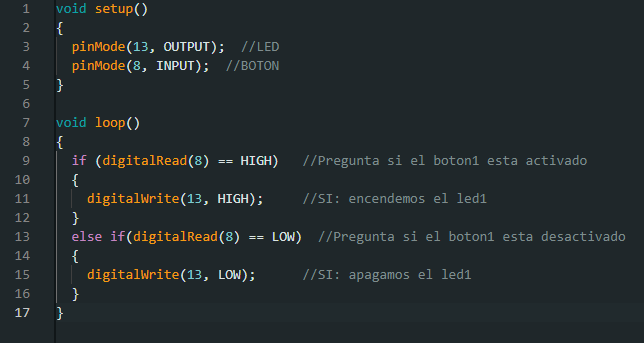 1 void setup()
2 {
3   pinMode(13, OUTPUT);  //LED
4   pinMode(8, INPUT);  //BOTON
5 }
6
7 void loop()
8 {
9   if (digitalRead(8) == HIGH)   //Pregunta si el boton1 esta activado
10   {
11     digitalWrite(13, HIGH);     //SI: encendemos el led1
12   }
13   else if(digitalRead(8) == LOW)  //Pregunta si el boton1 esta desactivado
14   {
15     digitalWrite(13, LOW);      //SI: apagamos el led1
16   }
17 }